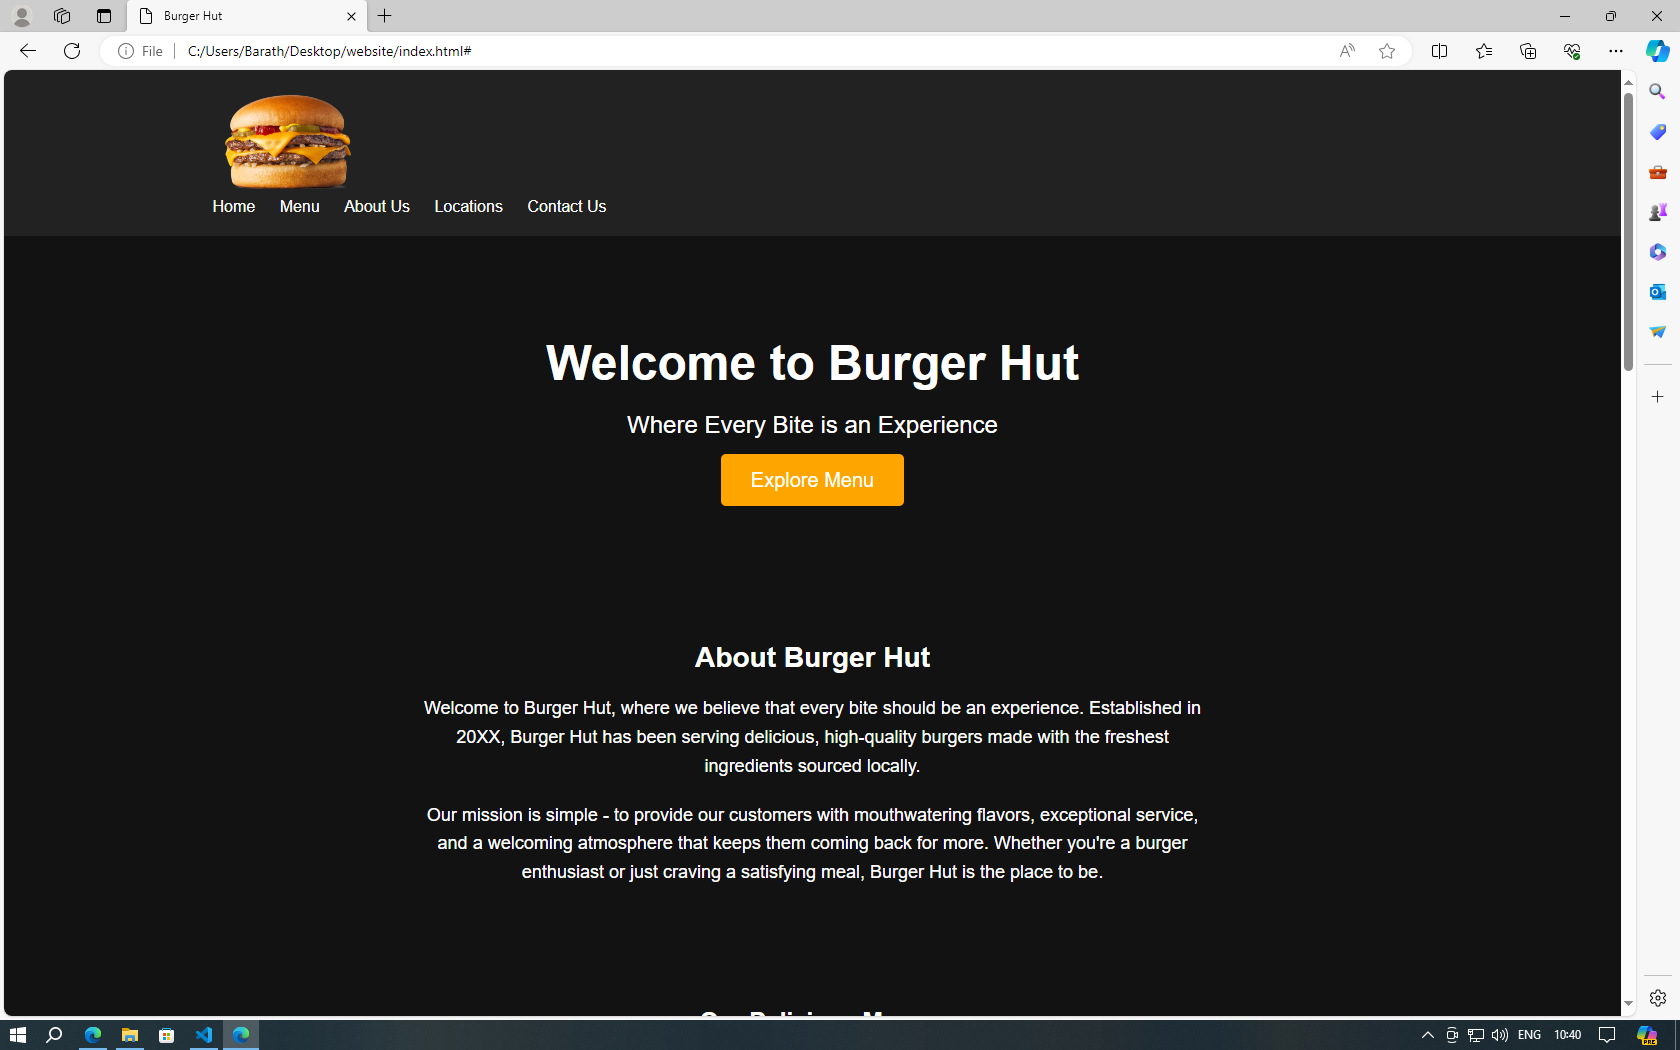 Burger Hut
File
C:/Users/Barath/Desktop/website/index.html#
Home Menu About Us Locations Contact Us
Welcome to Burger Hut
Where Every Bite is an Experience
Explore Menu
About Burger Hut
Welcome to Burger Hut, where we believe that every bite should be an experience. Established in
20XX, Burger Hut has been serving delicious, high-quality burgers made with the freshest
ingredients sourced locally.
Our mission is simple - to provide our customers with mouthwatering flavors, exceptional service,
and a welcoming atmosphere that keeps them coming back for more. Whether you're a burger
enthusiast or just craving a satisfying meal, Burger Hut is the place to be.
ENG 10:40
PRE